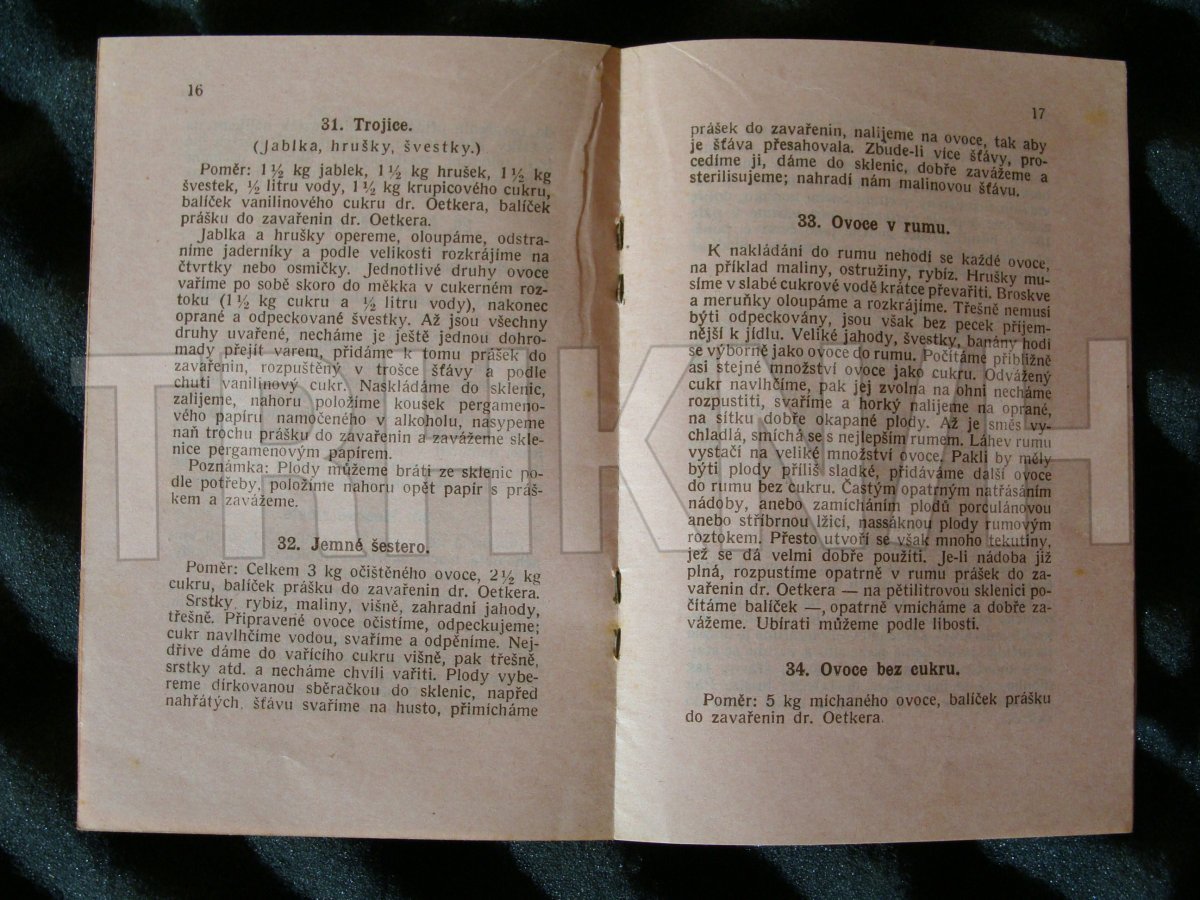 16
31. Trojice.
(Jablka, hrušky, švestky.)
Poměr: 1½ kg jablek, 1½ kg hrušek, 1½ kg
švestek, ½ litru vody, 1½ kg krupicového cukru,
balíček vanilinového cukru dr. Oetkera, balíček
prášku do zavařenin dr. Oetkera.
Jablka a hrušky opereme, oloupáme, odstra-
níme jaderníky a podle velikosti rozkrájíme na
čtvrtky nebo osmičky. Jednotlivé druhy ovoce
vaříme po sobě skoro do měkka v cukerném roz-
toku (1½ kg cukru a ½ litru vody), nakonec
oprané a odpeckované švestky. Až jsou všechny
druhy uvařené, necháme je ještě jednou dohro-
mady přejít varem, přidáme k tomu prášek do
zavařenin, rozpuštěný v trošce šťávy a podle
chuti vanilinový cukr. Naskládáme do sklenic,
zalijeme, nahoru položíme kousek pergameno-
vého papíru namočeného v alkoholu, nasypeme
naň trochu prášku do zavařenin a zavážeme skle-
nice pergamenovým papírem.
Poznámka: Plody můžeme bráti ze sklenic po-
dle potřeby, položíme nahoru opět papír s práš-
kem a zavážeme.
32. Jemné šestero.
Poměr: Celkem 3 kg očištěného ovoce, 2½ kg
cukru, balíček prášku do zavařenin dr. Oetkera.
Srstky, rybíz, maliny, višně, zahradní jahody,
třešně. Připravené ovoce očistíme, odpeckujeme;
cukr navlhčíme vodou, svaříme a odpěníme. Nej-
dříve dáme do vařícího cukru višně, pak třešně,
srstky atd. a necháme chvíli vařiti. Plody vybe-
reme dírkovanou sběračkou do sklenic, napřed
nahřátých, šťávu svaříme na husto, přimícháme
17
prášek do zavařenin, nalijeme na ovoce, tak aby
je šťáva přesahovala. Zbude-li více šťávy, pro-
cedíme ji, dáme do sklenic, dobře zavážeme a
sterilisujeme; nahradí nám malinovou šťávu.
33. Ovoce v rumu.
K nakládání do rumu nehodí se každé ovoce,
na příklad maliny, ostružiny, rybíz. Hrušky mu-
síme v slabé cukrové vodě krátce převařiti. Broskve
a meruňky oloupáme a rozkrájíme. Třešně nemusí
býti odpeckovány, jsou však bez pecek příjem-
nější k jídlu. Veliké jahody, švestky, banány hodí
se výborně jako ovoce do rumu. Počítáme přibližně
asi stejné množství ovoce jako cukru. Odvážený
cukr navlhčíme, pak jej zvolna na ohni necháme
rozpustiti, svaříme a horký nalijeme na oprané,
na sítku dobře okapané plody. Až je směs vy-
chladlá, smíchá se s nejlepším rumem. Láhev rumu
vystačí na veliké množství ovoce. Pakli by měly
býti plody příliš sladké, přidáváme další ovoce
do rumu bez cukru. Častým opatrným natřásáním
nádoby, anebo zamícháním plodů porculánovou
anebo stříbrnou lžicí, nassáknou plody rumovým
roztokem. Přesto utvoří se však mnoho tekutiny,
jež se dá velmi dobře použíti. Je-li nádoba již
plná, rozpustíme opatrně v rumu prášek do za-
vařenin dr. Oetkera — na pětilitrovou sklenici po-
čítáme balíček —, opatrně vmícháme a dobře za-
vážeme. Ubírati můžeme podle libosti.
34. Ovoce bez cukru.
Poměr: 5 kg míchaného ovoce, balíček prášku
do zavařenin dr. Oetkera.